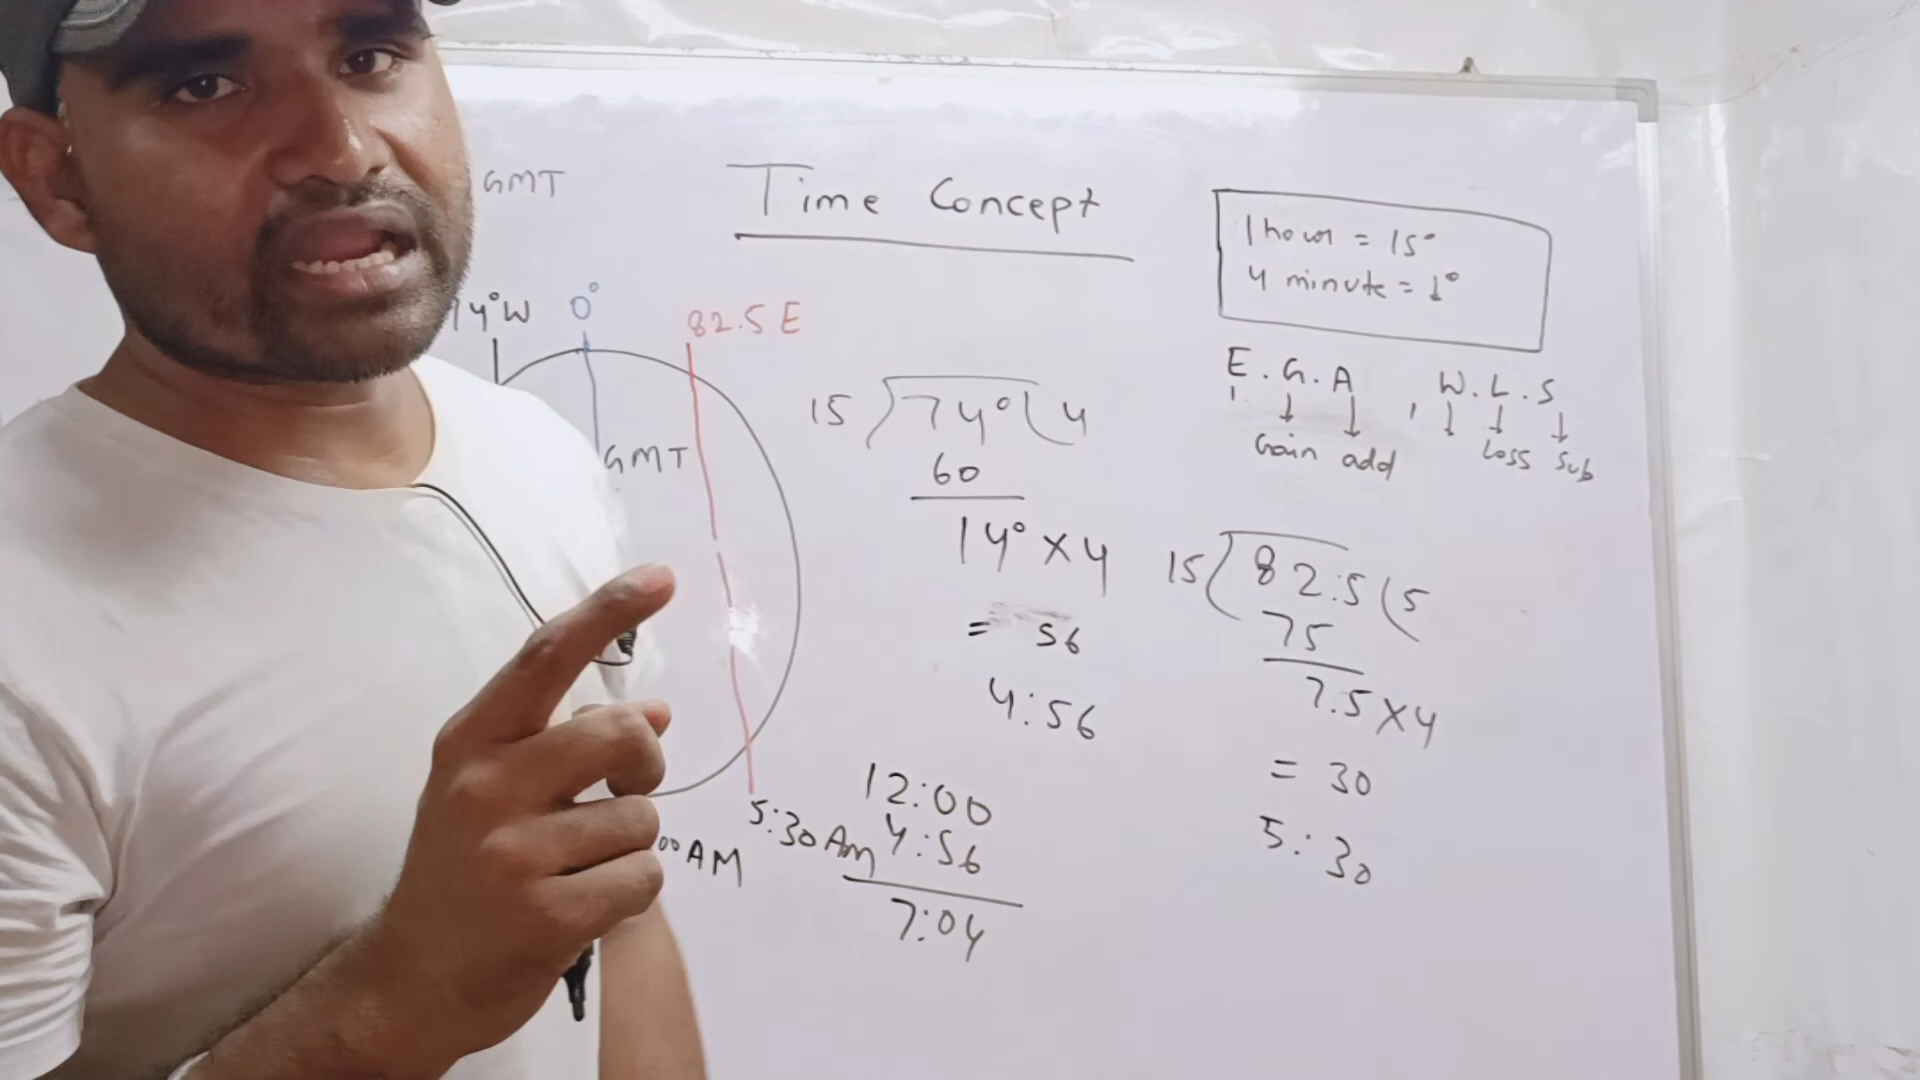 GMT
Time Concept
1 hour = 15°
4 minute = 1°
74°W
0°
82.5 E
GMT
E . G . A , W . L . S
Gain add Loss Sub
15 74° 4
60
14° × 4
= 56
4:56
15 82.5 5
75
7.5 × 4
= 30
5:30
00 AM
5:30 Am
12:00
4:56
7:04